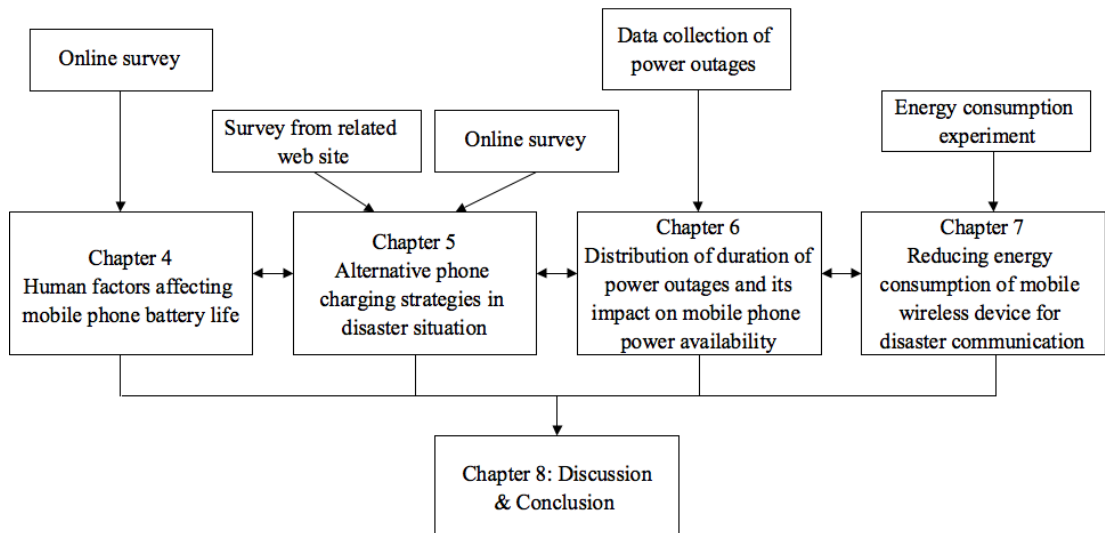 Online survey
Data collection of
power outages
Survey from related
web site
Online survey
Energy consumption
experiment
Chapter 4
Human factors affecting
mobile phone battery life
Chapter 5
Alternative phone
charging strategies in
disaster situation
Chapter 6
Distribution of duration of
power outages and its
impact on mobile phone
power availability
Chapter 7
Reducing energy
consumption of mobile
wireless device for
disaster communication
Chapter 8: Discussion
& Conclusion